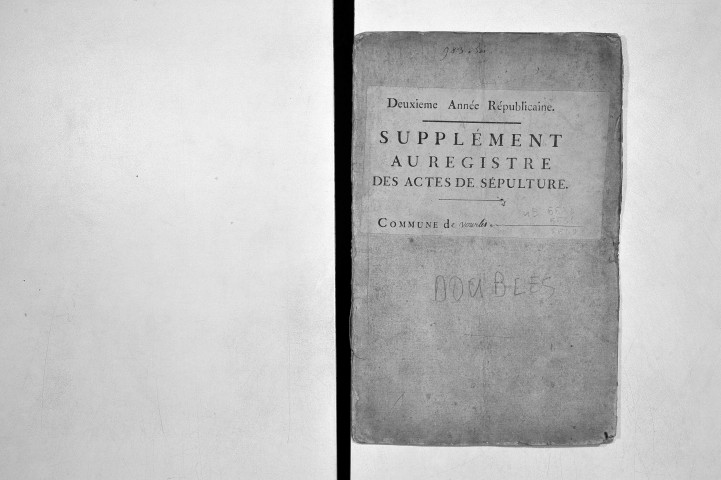 Deuxieme Année Républicaine.
SUPPLÉMENT
AU REGISTRE
DES ACTES DE SÉPULTURE.
COMMUNE de
DOUBLES